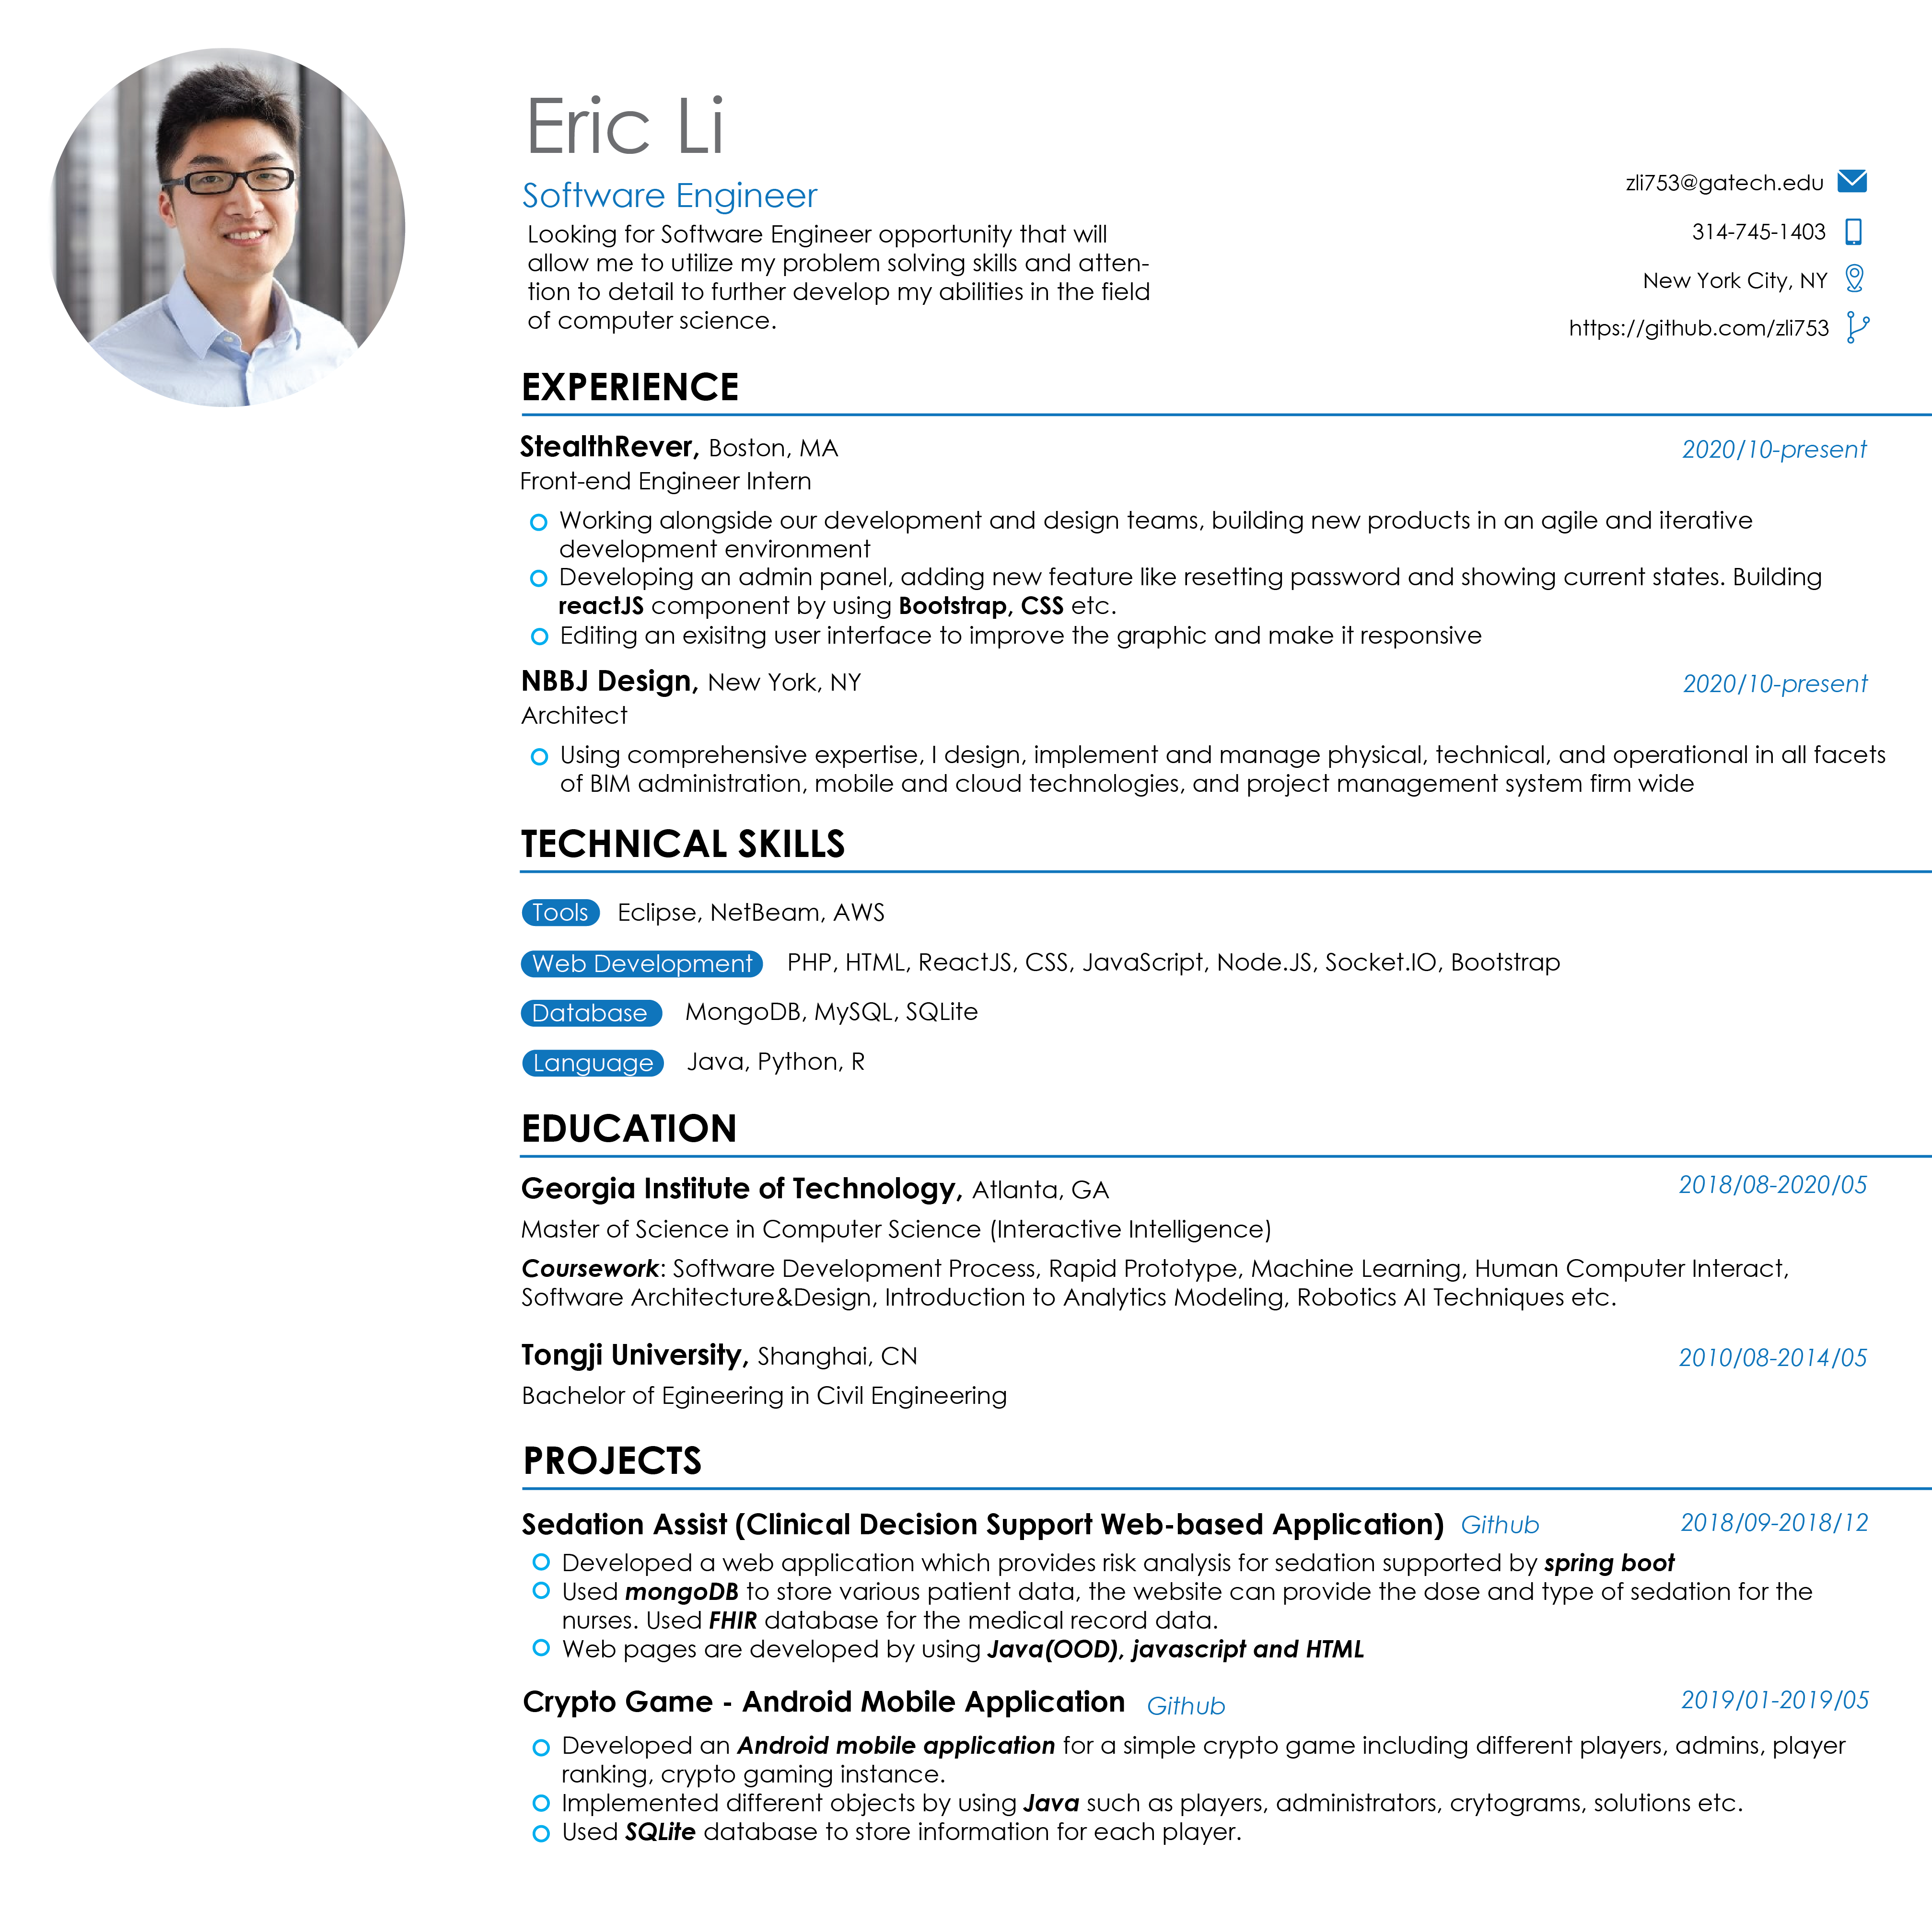 Eric Li
Software Engineer
Looking for Software Engineer opportunity that will
allow me to utilize my problem solving skills and atten-
tion to detail to further develop my abilities in the field
of computer science.
zli753@gatech.edu
314-745-1403
New York City, NY
https://github.com/zli753
EXPERIENCE
StealthRever, Boston, MA 2020/10-present
Front-end Engineer Intern
Working alongside our development and design teams, building new products in an agile and iterative
development environment
Developing an admin panel, adding new feature like resetting password and showing current states. Building
reactJS component by using Bootstrap, CSS etc.
Editing an exisitng user interface to improve the graphic and make it responsive
NBBJ Design, New York, NY 2020/10-present
Architect
Using comprehensive expertise, I design, implement and manage physical, technical, and operational in all facets
of BIM administration, mobile and cloud technologies, and project management system firm wide
TECHNICAL SKILLS
Tools Eclipse, NetBeam, AWS
Web Development PHP, HTML, ReactJS, CSS, JavaScript, Node.JS, Socket.IO, Bootstrap
Database MongoDB, MySQL, SQLite
Language Java, Python, R
EDUCATION
Georgia Institute of Technology, Atlanta, GA 2018/08-2020/05
Master of Science in Computer Science (Interactive Intelligence)
Coursework: Software Development Process, Rapid Prototype, Machine Learning, Human Computer Interact,
Software Architecture&Design, Introduction to Analytics Modeling, Robotics AI Techniques etc.
Tongji University, Shanghai, CN 2010/08-2014/05
Bachelor of Egineering in Civil Engineering
PROJECTS
Sedation Assist (Clinical Decision Support Web-based Application) Github 2018/09-2018/12
Developed a web application which provides risk analysis for sedation supported by spring boot
Used mongoDB to store various patient data, the website can provide the dose and type of sedation for the
nurses. Used FHIR database for the medical record data.
Web pages are developed by using Java(OOD), javascript and HTML
Crypto Game - Android Mobile Application Github 2019/01-2019/05
Developed an Android mobile application for a simple crypto game including different players, admins, player
ranking, crypto gaming instance.
Implemented different objects by using Java such as players, administrators, crytograms, solutions etc.
Used SQLite database to store information for each player.